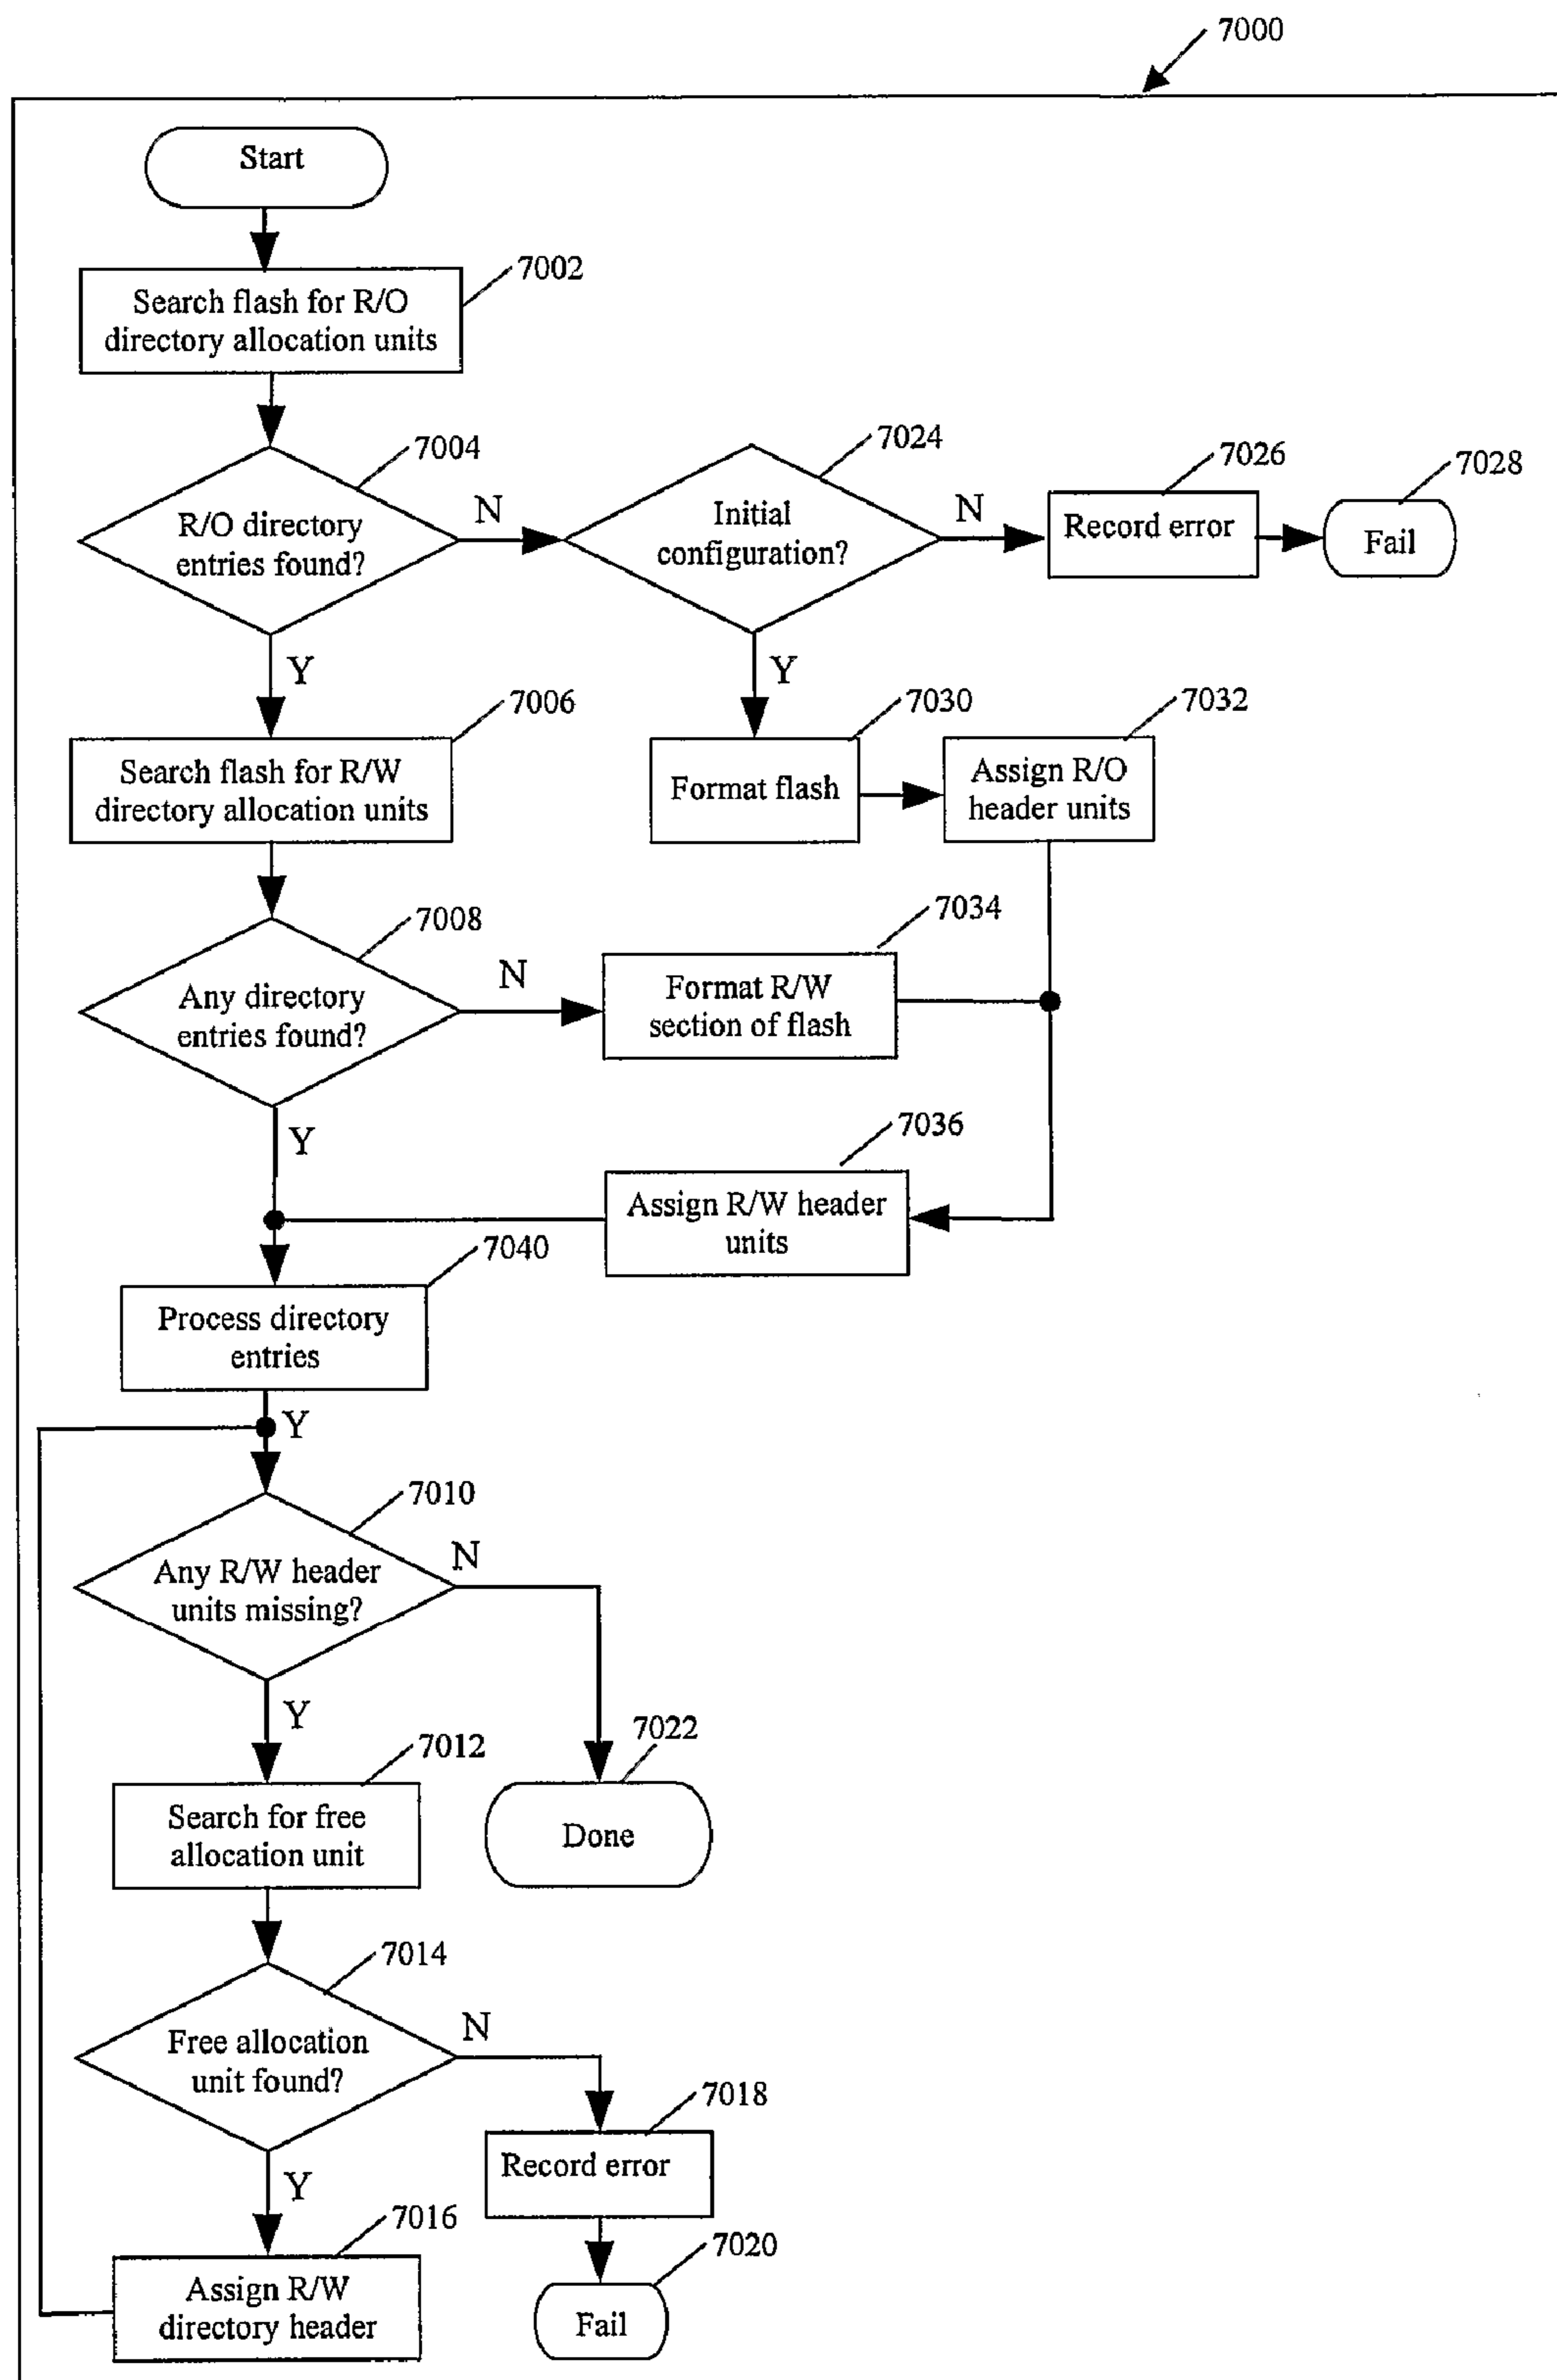 7000
Start
7002
Search flash for R/O
directory allocation units
7004
R/O directory
entries found?
N
7024
Initial
configuration?
N
7026
Record error
7028
Fail
Y
Y
7006
Search flash for R/W
directory allocation units
7030
Format flash
7032
Assign R/O
header units
7008
Any directory
entries found?
N
7034
Format R/W
section of flash
Y
7036
Assign R/W header
units
7040
Process directory
entries
Y
7010
Any R/W header
units missing?
N
Y
7012
Search for free
allocation unit
7022
Done
7014
Free allocation
unit found?
N
7018
Record error
Y
7016
Assign R/W
directory header
7020
Fail